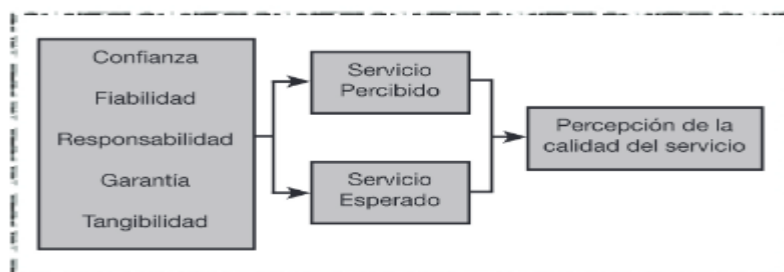 Confianza
Fiabilidad
Responsabilidad
Garantía
Tangibilidad
Servicio
Percibido
Servicio
Esperado
Percepción de la
calidad del servicio